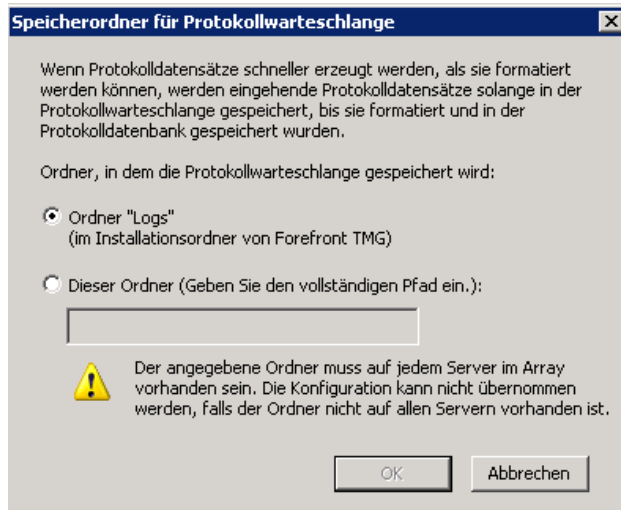 Speicherordner für Protokollwarteschlange
Wenn Protokolldatensätze schneller erzeugt werden, als sie formatiert
werden können, werden eingehende Protokolldatensätze solange in der
Protokollwarteschlange gespeichert, bis sie formatiert und in der
Protokolldatenbank gespeichert wurden.
Ordner, in dem die Protokollwarteschlange gespeichert wird:
Ordner "Logs"
(im Installationsordner von Forefront TMG)
Dieser Ordner (Geben Sie den vollständigen Pfad ein.):
Der angegebene Ordner muss auf jedem Server im Array
vorhanden sein. Die Konfiguration kann nicht übernommen
werden, falls der Ordner nicht auf allen Servern vorhanden ist.
OK
Abbrechen